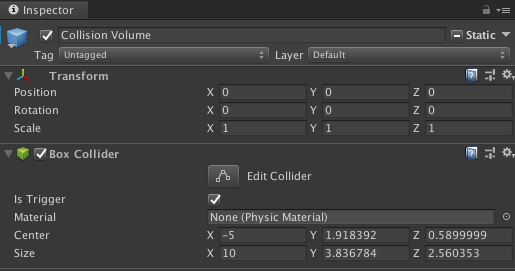 Inspector
Collision Volume Static
Tag Untagged Layer Default
Transform
Position X 0 Y 0 Z 0
Rotation X 0 Y 0 Z 0
Scale X 1 Y 1 Z 1
Box Collider
Edit Collider
Is Trigger
Material None (Physic Material)
Center X -5 Y 1.918392 Z 0.5899999
Size X 10 Y 3.836784 Z 2.560353